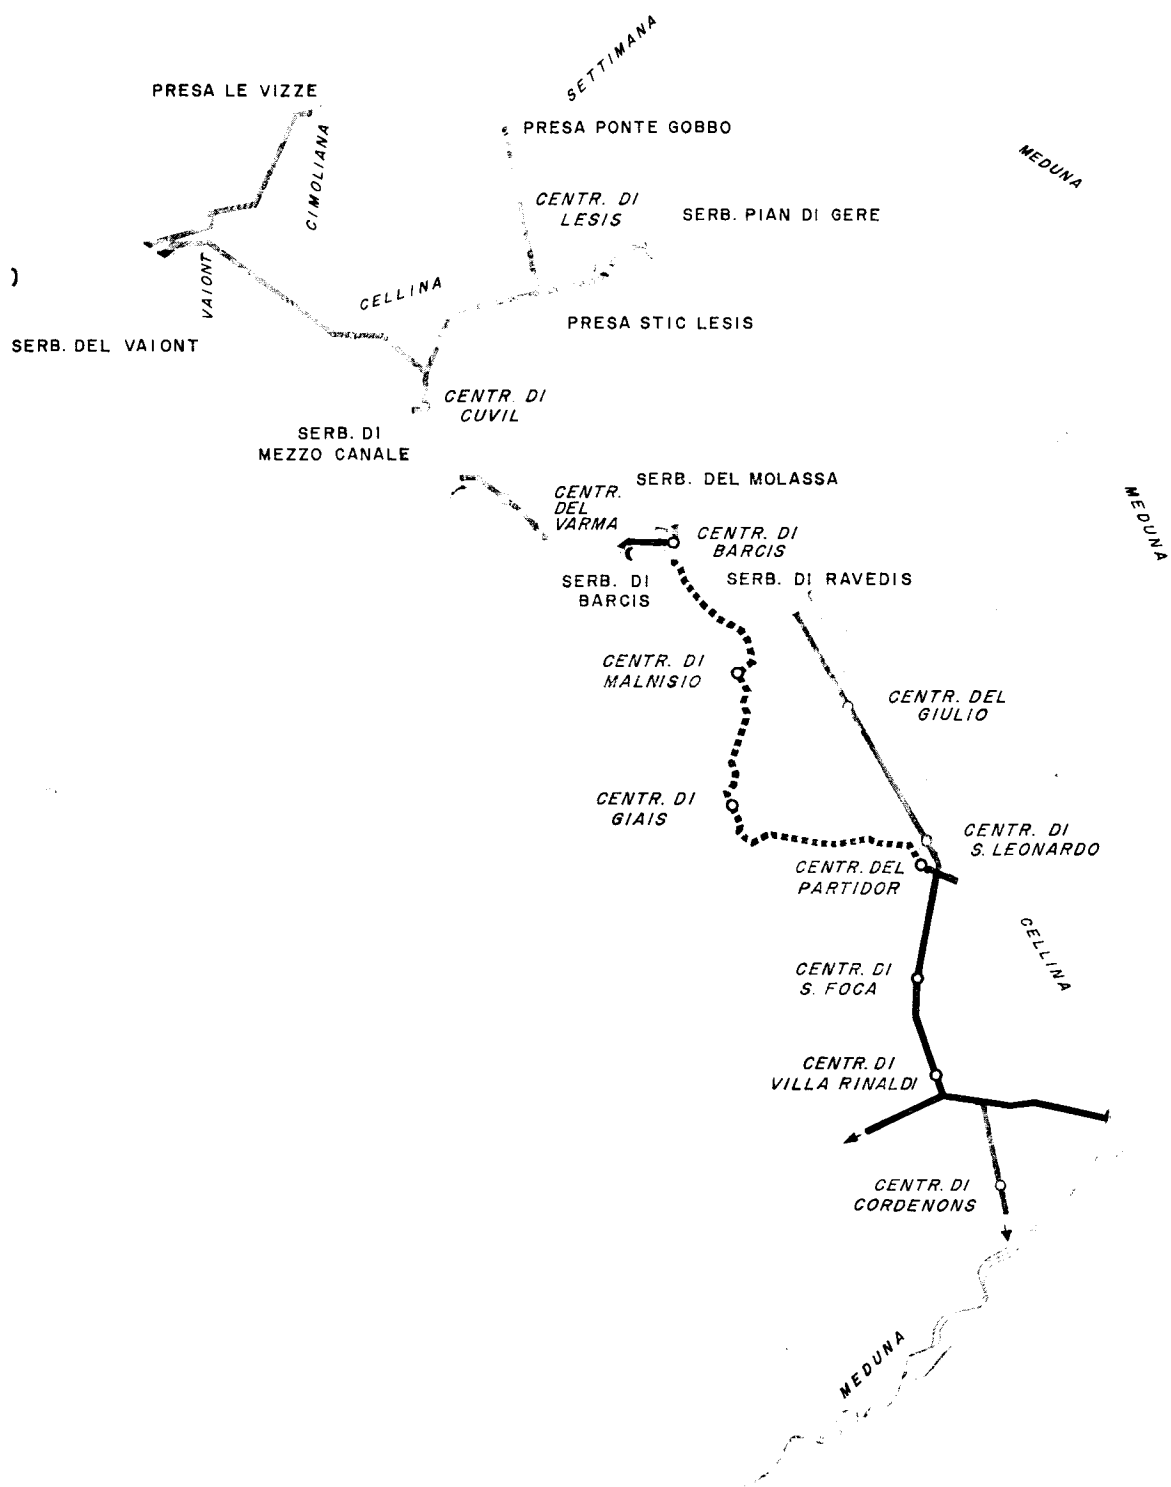 SETTIMANA
PRESA LE VIZZE
PRESA PONTE GOBBO
CIMOLIANA
MEDUNA
CENTR. DI
LESIS
SERB. PIAN DI GERE
VAIONT
CELLINA
PRESA STIC LESIS
SERB. DEL VAIONT
CENTR. DI
CUVIL
SERB. DI
MEZZO CANALE
SERB. DEL MOLASSA
CENTR.
DEL
VARMA
MEDUNA
CENTR. DI
BARCIS
SERB. DI
BARCIS
SERB. DI RAVEDIS
CENTR. DI
MALNISIO
CENTR. DEL
GIULIO
CENTR. DI
GIAIS
CENTR. DI
S. LEONARDO
CENTR. DEL
PARTIDOR
CELLINA
CENTR. DI
S. FOCA
CENTR. DI
VILLA RINALDI
CENTR. DI
CORDENONS
MEDUNA